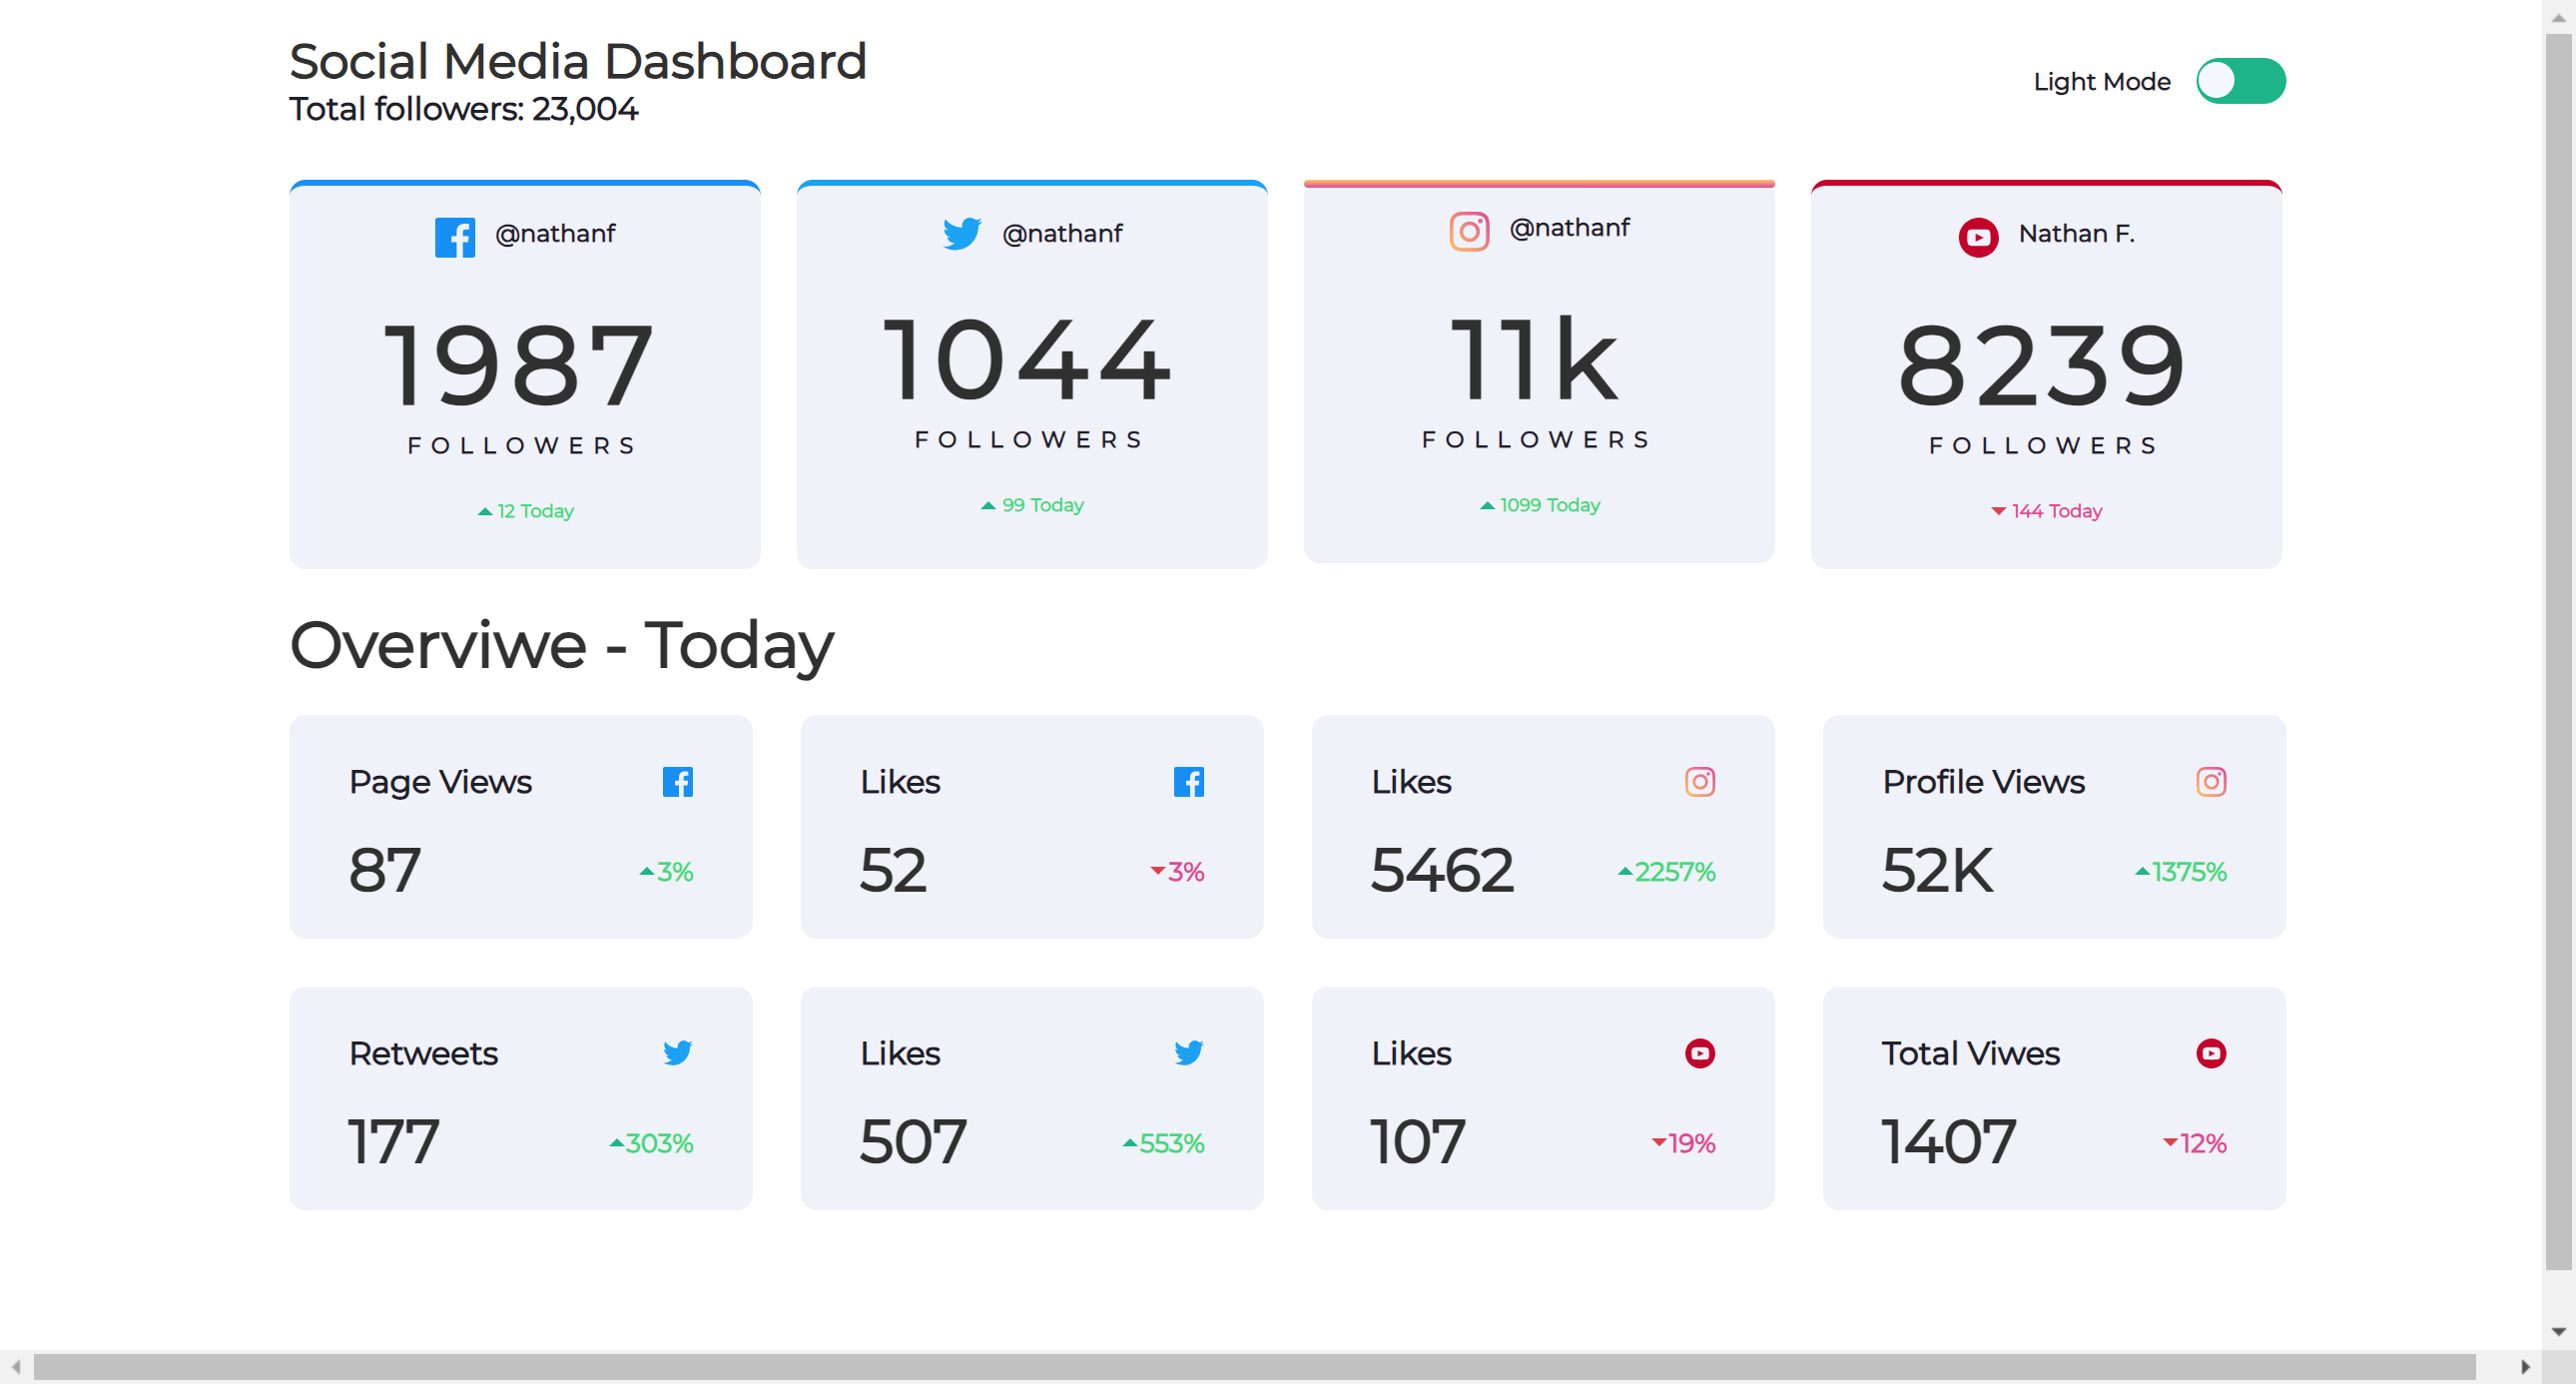 Social Media Dashboard
Total followers: 23,004
Light Mode
@nathanf
1987
FOLLOWERS
12 Today
@nathanf
1044
FOLLOWERS
99 Today
@nathanf
11k
FOLLOWERS
1099 Today
Nathan F.
8239
FOLLOWERS
144 Today
Overviwe - Today
Page Views
87
3%
Likes
52
3%
Likes
5462
2257%
Profile Views
52K
1375%
Retweets
177
303%
Likes
507
553%
Likes
107
19%
Total Viwes
1407
12%